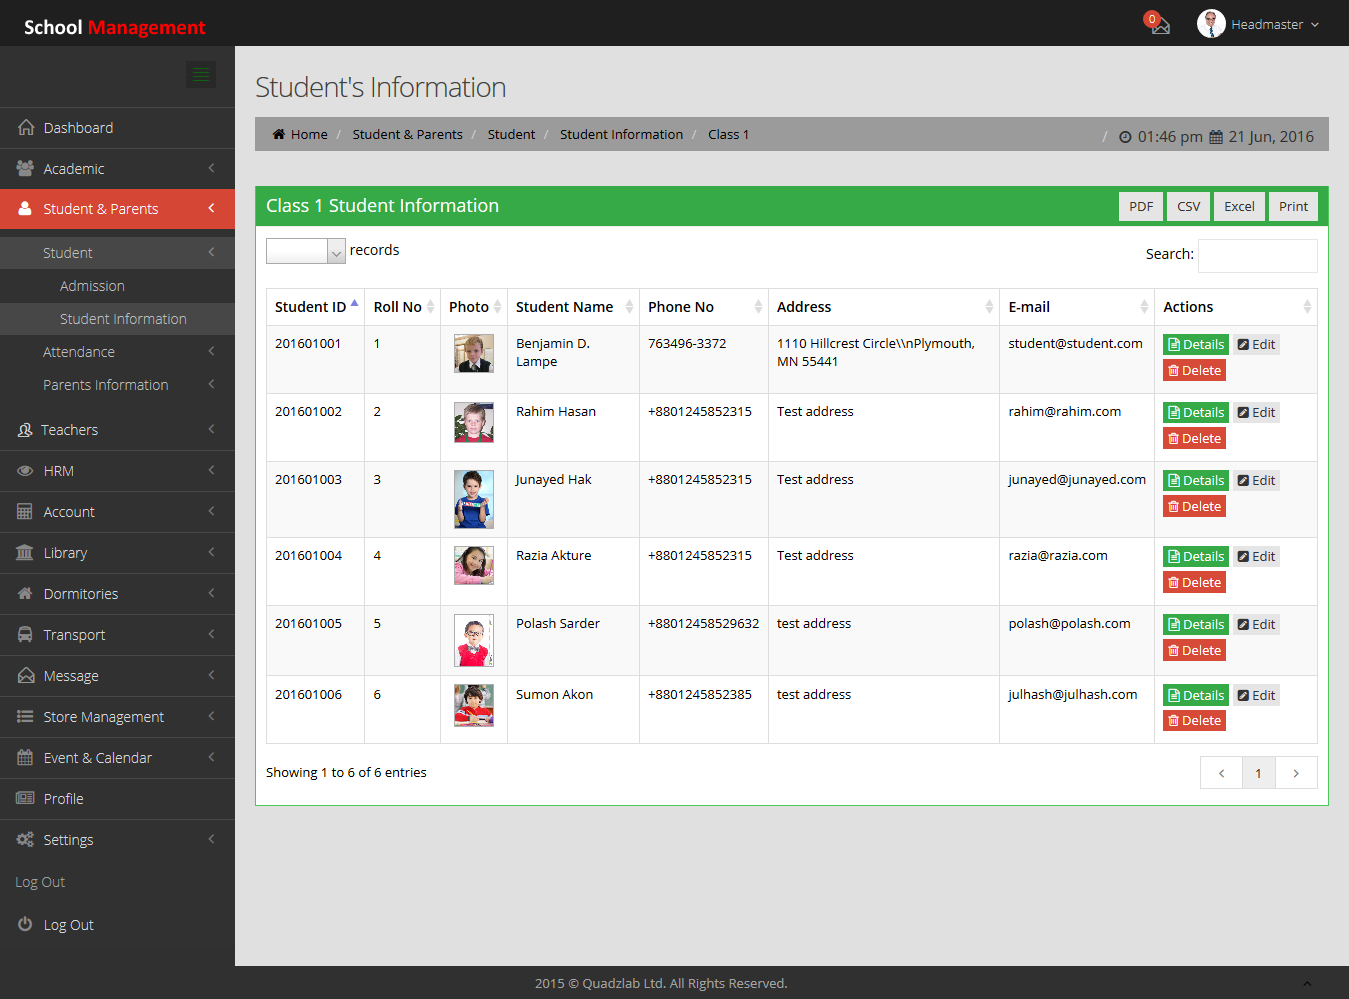 School Management
0
Headmaster
Dashboard
Academic
Student & Parents
Student
Admission
Student Information
Attendance
Parents Information
Teachers
HRM
Account
Library
Dormitories
Transport
Message
Store Management
Event & Calendar
Profile
Settings
Log Out
Log Out
Student's Information
Home / Student & Parents / Student / Student Information / Class 1
/ 01:46 pm 21 Jun, 2016
Class 1 Student Information
PDF CSV Excel Print
records
Search:
Student ID Roll No Photo Student Name Phone No Address E-mail Actions
201601001 1 Benjamin D. 763496-3372 1110 Hillcrest Circle\\nPlymouth, student@student.com Details Edit
Lampe MN 55441 Delete
201601002 2 Rahim Hasan +8801245852315 Test address rahim@rahim.com Details Edit
Delete
201601003 3 Junayed Hak +8801245852315 Test address junayed@junayed.com Details Edit
Delete
201601004 4 Razia Akture +8801245852315 Test address razia@razia.com Details Edit
Delete
201601005 5 Polash Sarder +88012458529632 test address polash@polash.com Details Edit
Delete
201601006 6 Sumon Akon +8801245852385 test address julhash@julhash.com Details Edit
Delete
Showing 1 to 6 of 6 entries
1
2015 © Quadzlab Ltd. All Rights Reserved.